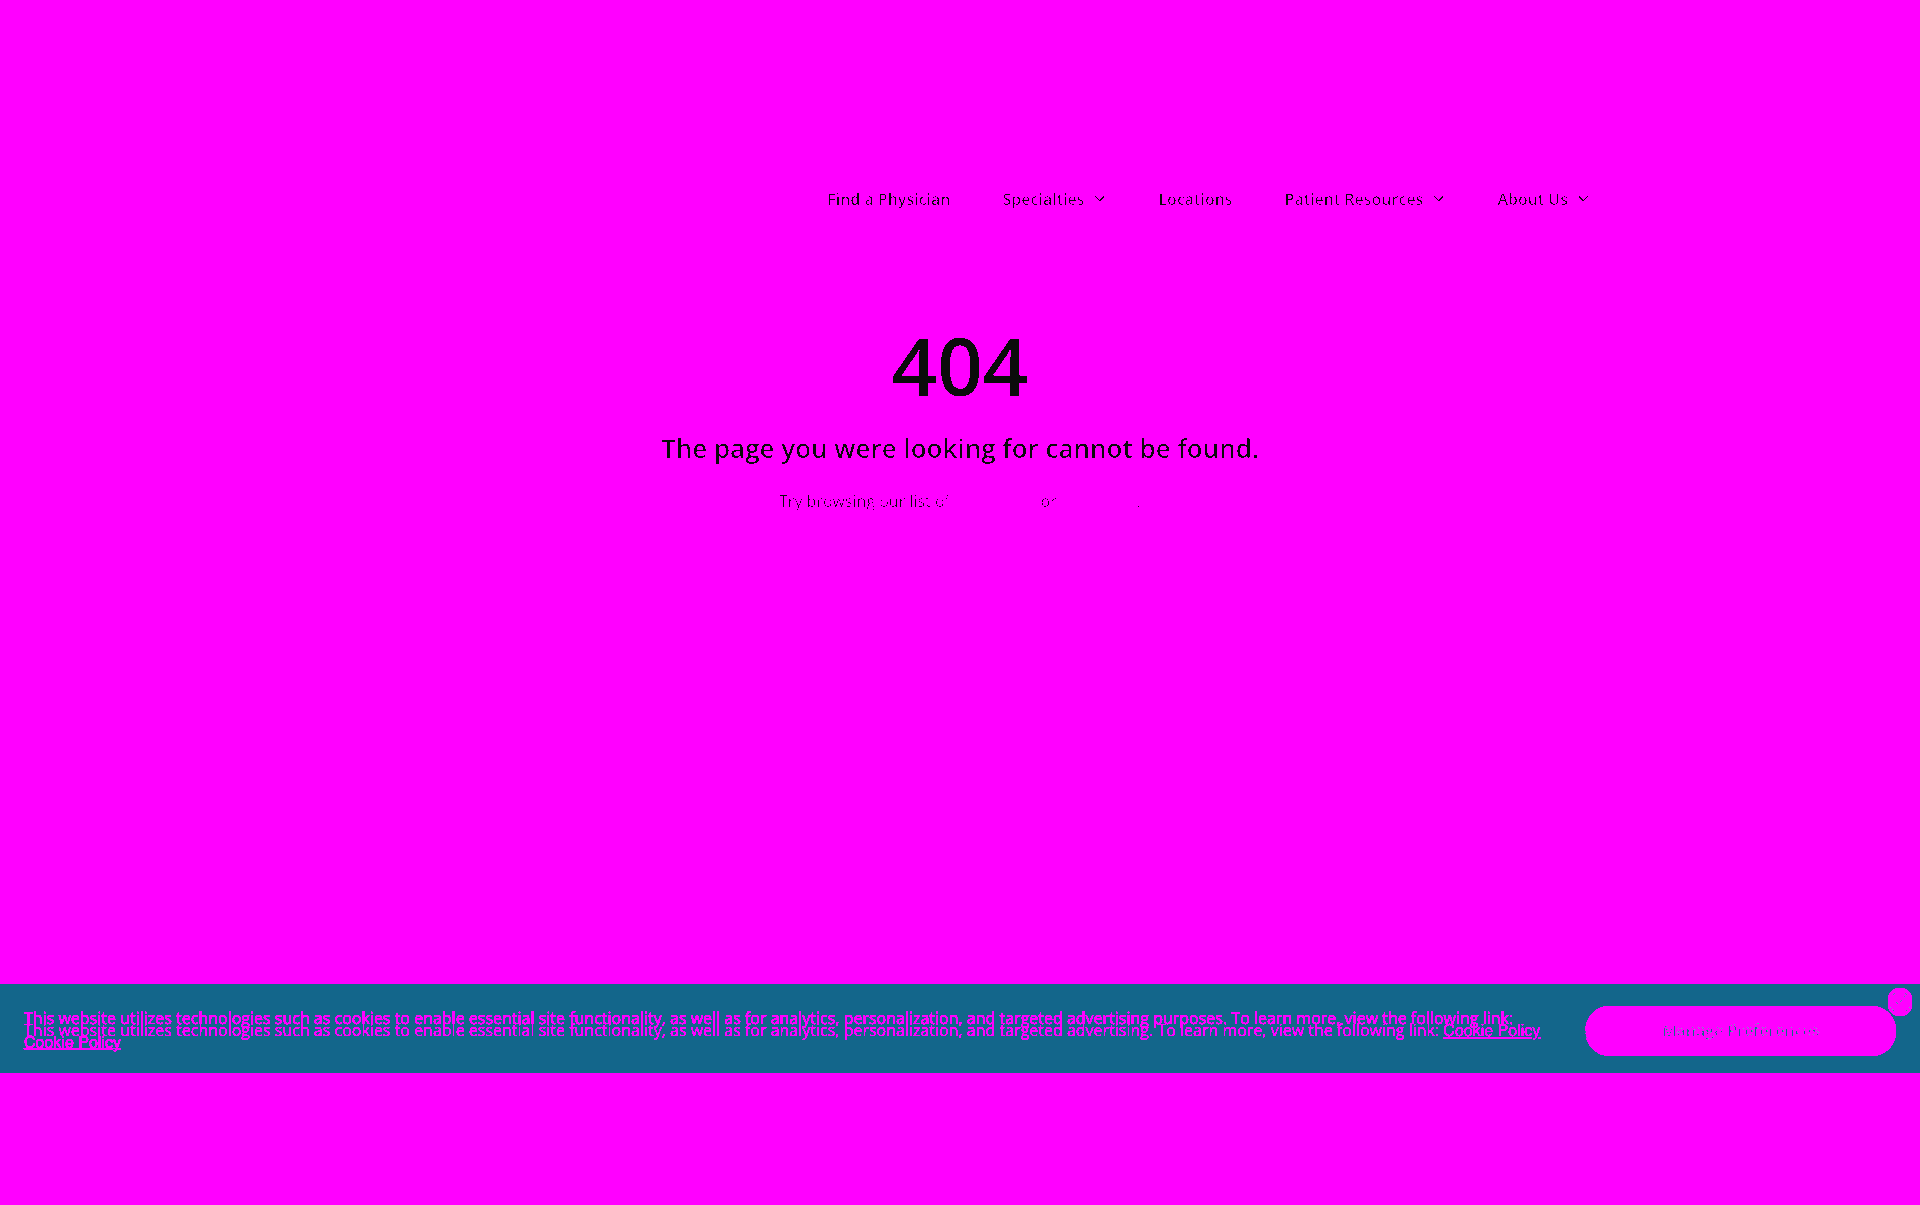 Find a Physician Specialties Locations Patient Resources About Us
404
The page you were looking for cannot be found.
Try browsing our list of or .
This website utilizes technologies such as cookies to enable essential site functionality, as well as for analytics, personalization, and targeted advertising purposes. To learn more, view the following link:
This website utilizes technologies such as cookies to enable essential site functionality, as well as for analytics, personalization, and targeted advertising. To learn more, view the following link: Cookie Policy
Cookie Policy
Manage Preferences